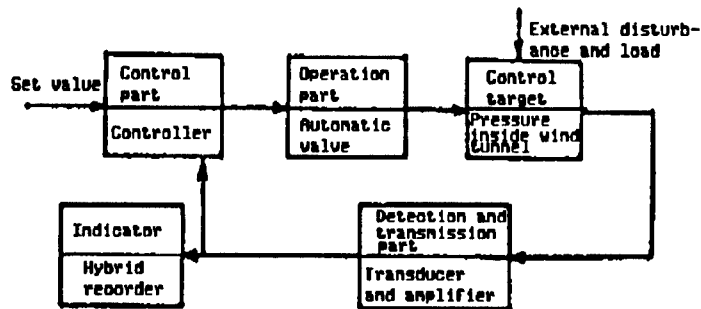 External disturb-
ance and load
Set value
Control
part
Controller
Operation
part
Automatic
valve
Control
target
Pressure
inside wind
tunnel
Indicator
Hybrid
recorder
Detection and
transmission
part
Transducer
and amplifier